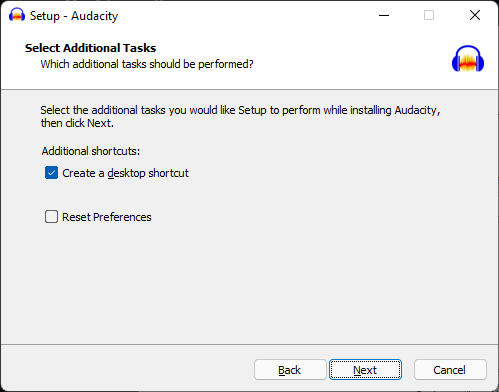 Setup - Audacity
Select Additional Tasks
Which additional tasks should be performed?
Select the additional tasks you would like Setup to perform while installing Audacity,
then click Next.
Additional shortcuts:
Create a desktop shortcut
Reset Preferences
Back
Next
Cancel